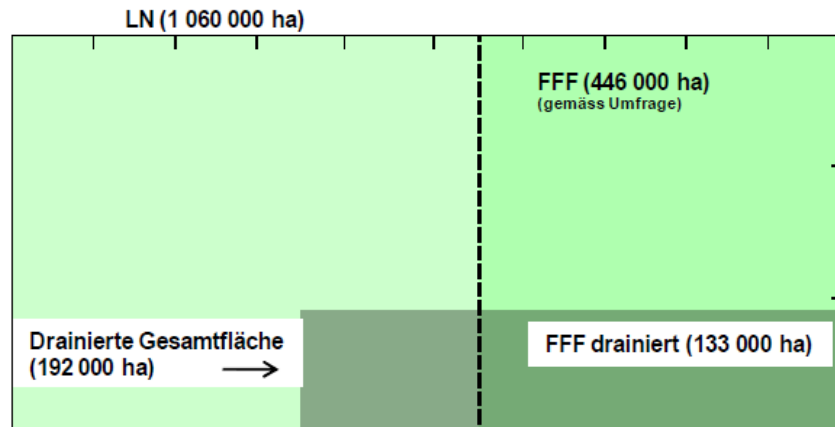 LN (1 060 000 ha)
FFF (446 000 ha)
(gemäss Umfrage)
Drainierte Gesamtfläche
(192 000 ha)
FFF drainiert (133 000 ha)